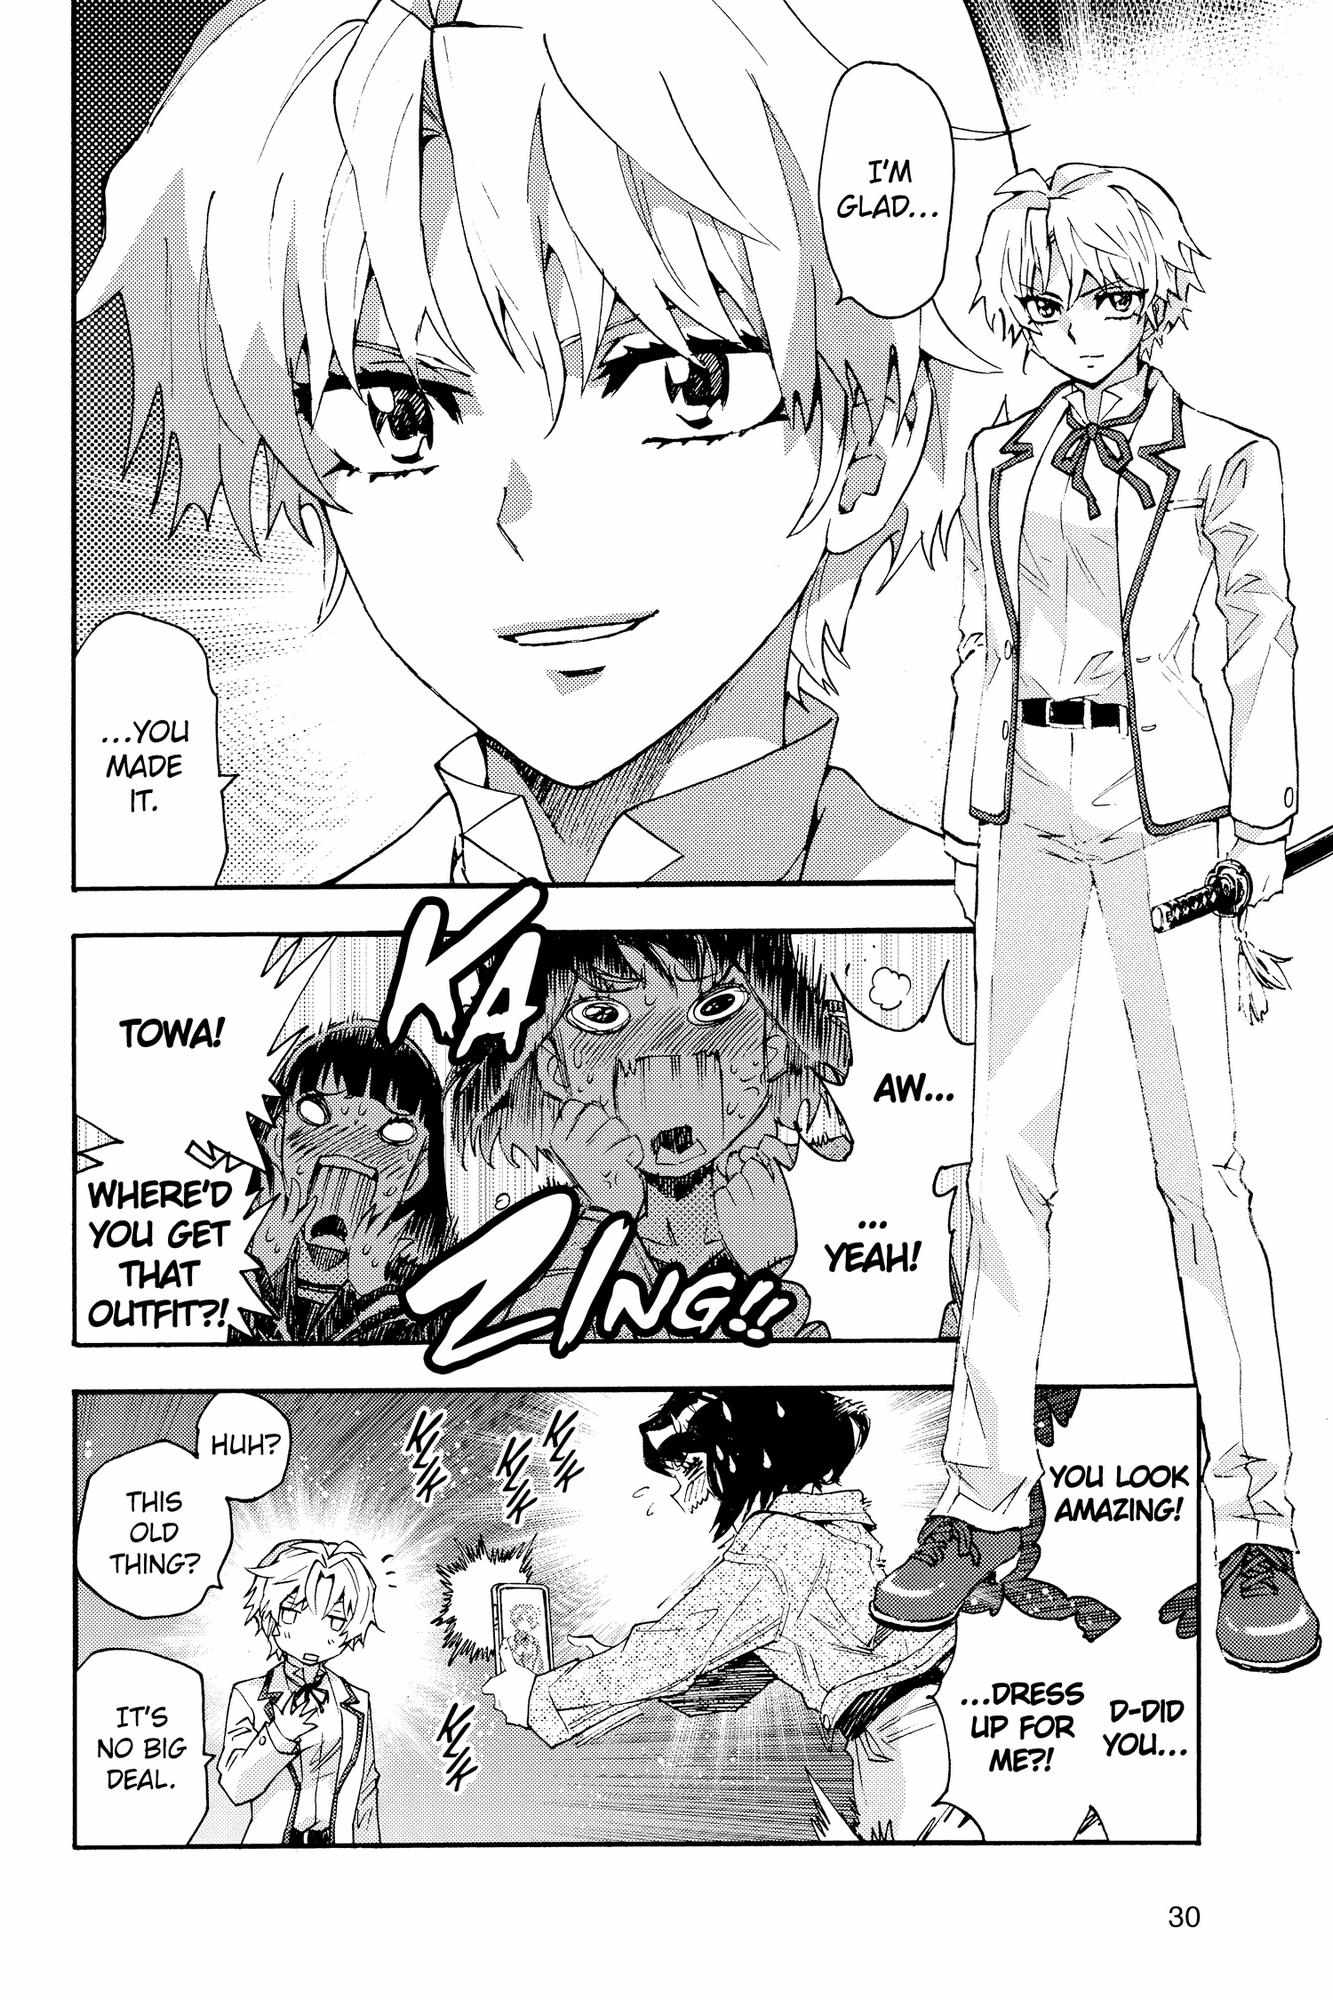 I'M
GLAD...
...YOU
MADE
IT.
KA
ZING!!
AW...
...
YEAH!
TOWA!
WHERE'D
YOU GET
THAT
OUTFIT?!
YOU LOOK
AMAZING!
D-DID
YOU...
...DRESS
UP FOR
ME?!
KLIK
KLIK
KLIK
KLIK
HUH?
THIS
OLD
THING?
IT'S
NO BIG
DEAL.
30